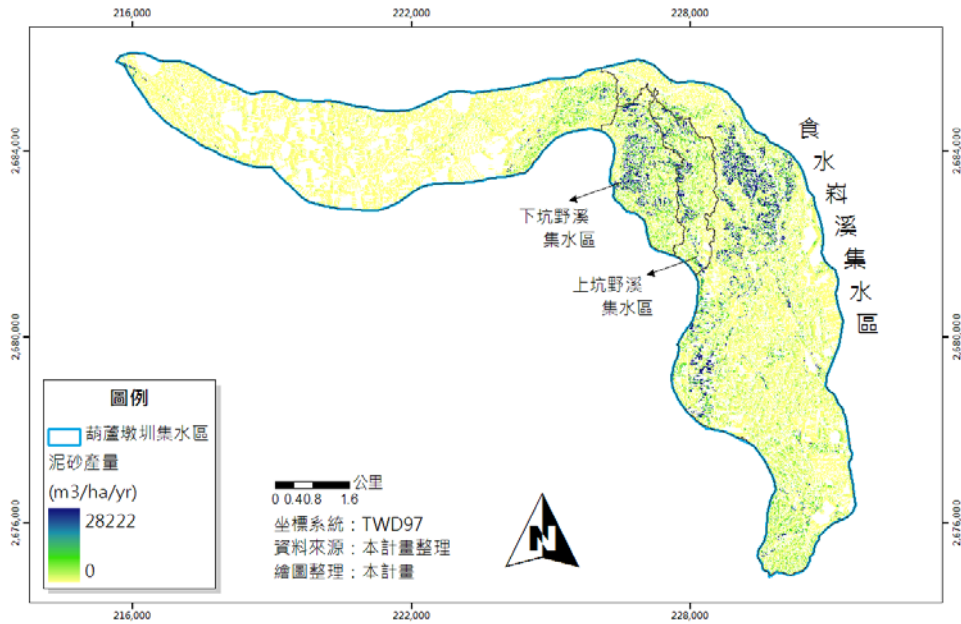 216,000
222,000
228,000
2,684,000
2,684,000
食水嵙溪集水區
下坑野溪
集水區
上坑野溪
集水區
2,680,000
2,680,000
圖例
葫蘆墩圳集水區
泥砂產量
(m3/ha/yr)
28222
0
公里
0 0.40.8 1.6
坐標系統：TWD97
資料來源：本計畫整理
繪圖整理：本計畫
N
2,676,000
2,676,000
216,000
222,000
228,000